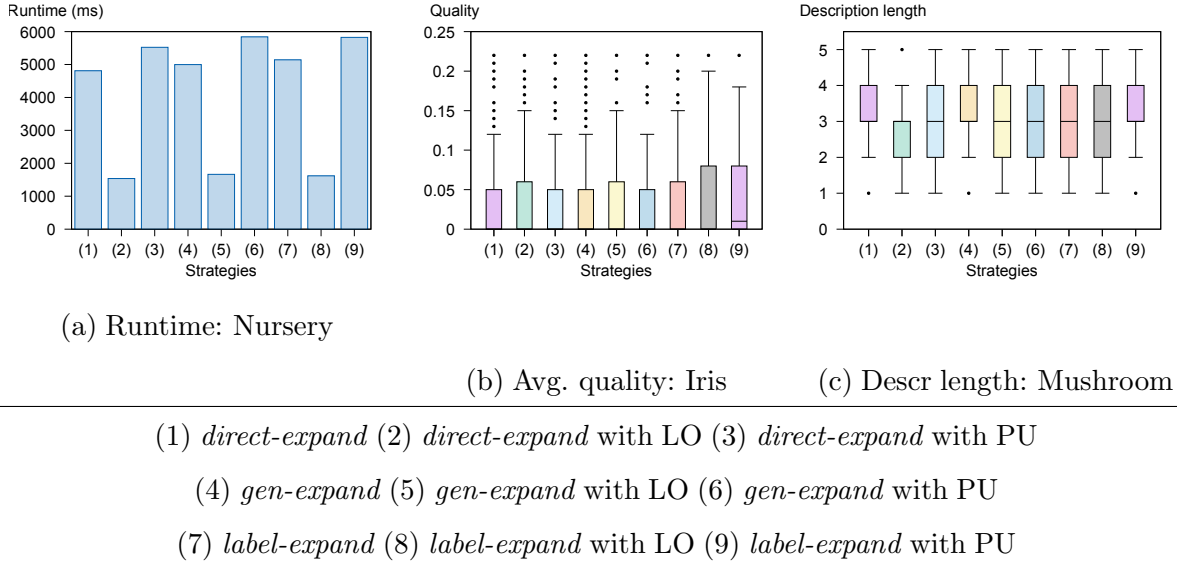 Runtime (ms)
6000
5000
4000
3000
2000
1000
0
(1) (2) (3) (4) (5) (6) (7) (8) (9)
Strategies
(a) Runtime: Nursery
Quality
0.25
0.2
0.15
0.1
0.05
0
(1) (2) (3) (4) (5) (6) (7) (8) (9)
Strategies
(b) Avg. quality: Iris
Description length
5
4
3
2
1
0
(1) (2) (3) (4) (5) (6) (7) (8) (9)
Strategies
(c) Descr length: Mushroom
(1) direct-expand (2) direct-expand with LO (3) direct-expand with PU
(4) gen-expand (5) gen-expand with LO (6) gen-expand with PU
(7) label-expand (8) label-expand with LO (9) label-expand with PU